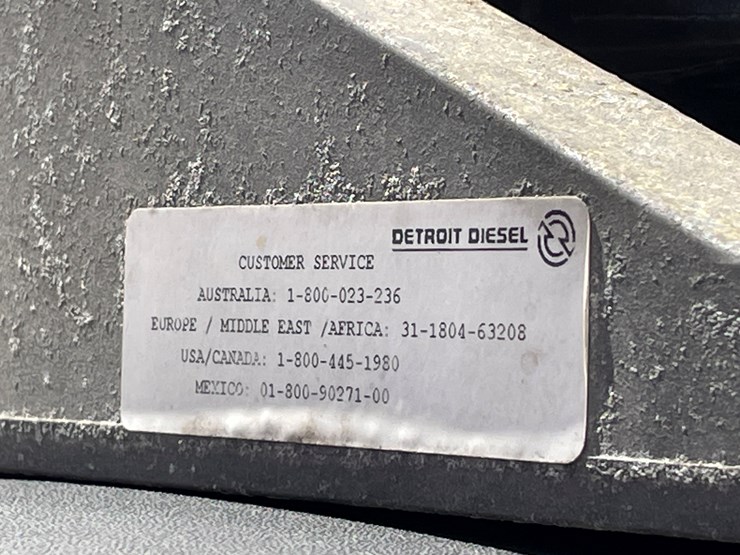 DETROIT DIESEL
CUSTOMER SERVICE
AUSTRALIA: 1-800-023-236
EUROPE / MIDDLE EAST /AFRICA: 31-1804-63208
USA/CANADA: 1-800-445-1980
MEXICO: 01-800-90271-00